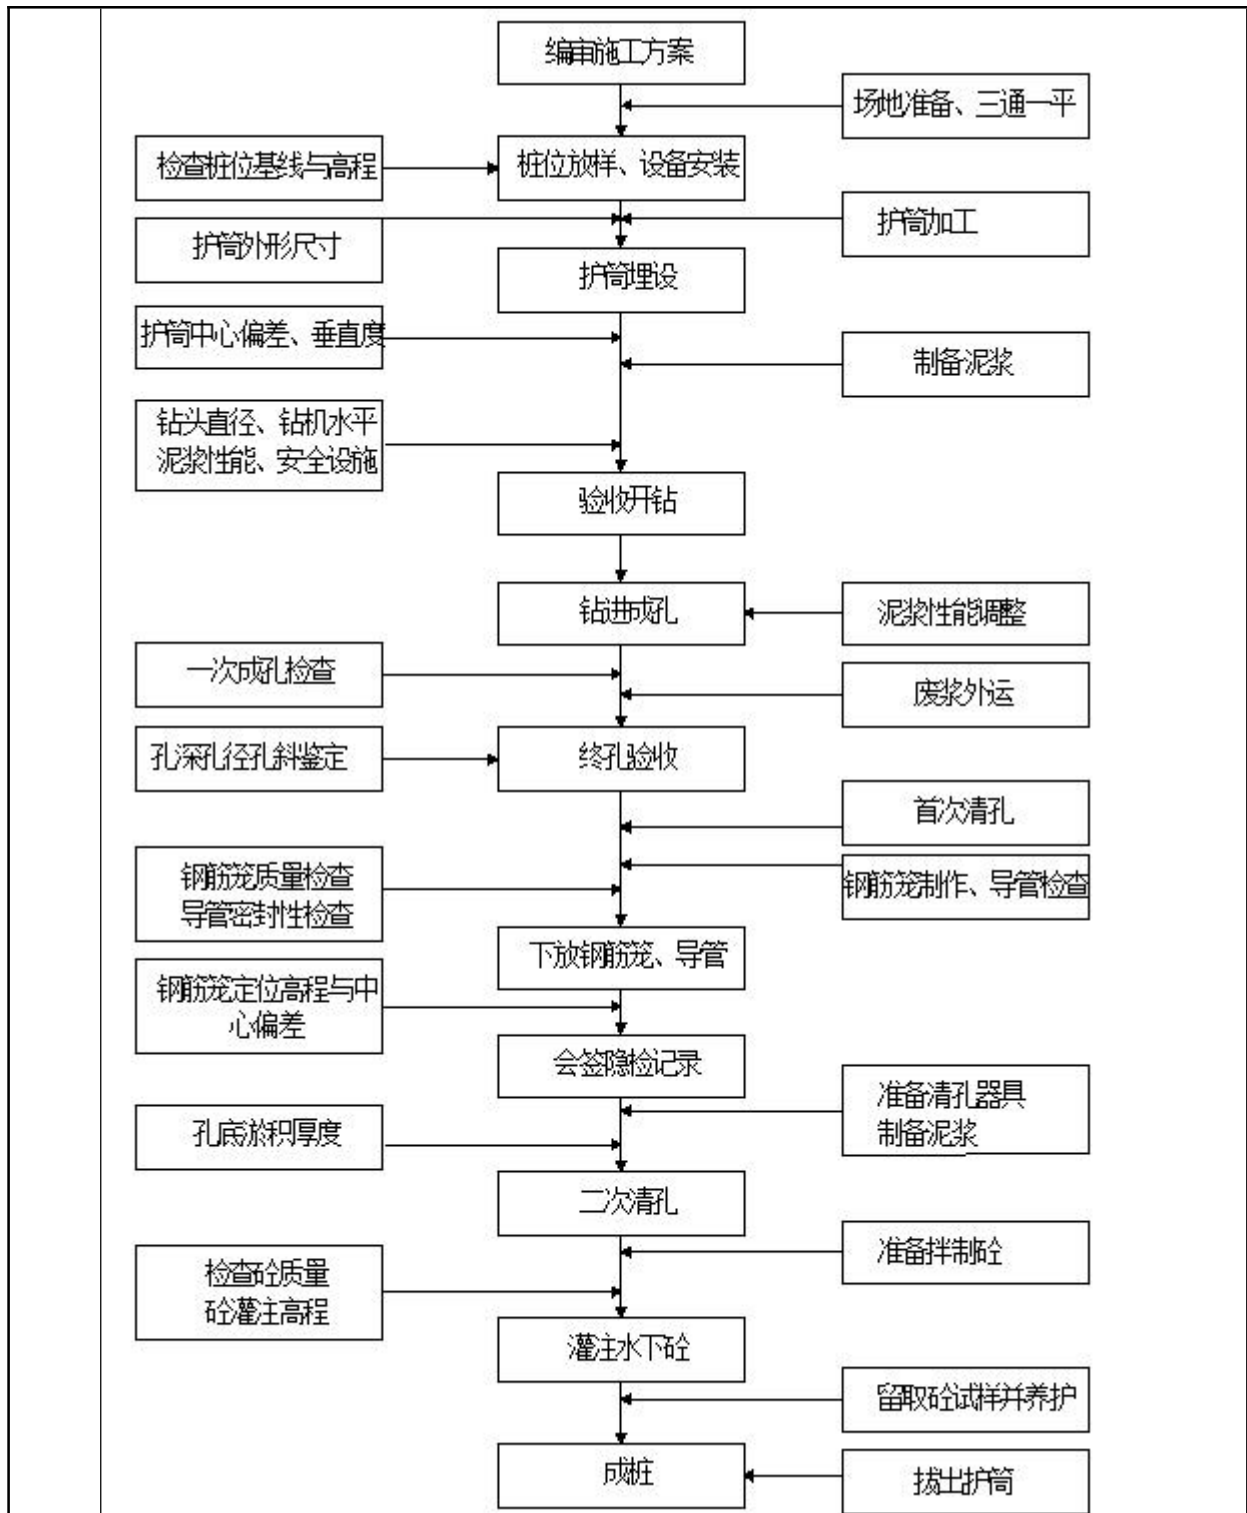 编审施工方案
场地准备、三通一平
检查桩位基线与高程
桩位放样、设备安装
护筒外形尺寸
护筒加工
护筒埋设
护筒中心偏差、垂直度
制备泥浆
钻头直径、钻机水平
泥浆性能、安全设施
验收开钻
钻进成孔
泥浆性能调整
一次成孔检查
废浆外运
孔深孔径孔斜鉴定
终孔验收
首次清孔
钢筋笼质量检查
导管密封性检查
钢筋笼制作、导管检查
下放钢筋笼、导管
钢筋笼定位高程与中
心偏差
会签隐检记录
准备清孔器具
制备泥浆
孔底淤积厚度
二次清孔
准备拌制砼
检查砼质量
砼灌注高程
灌注水下砼
留取砼试样并养护
成桩
拔出护筒